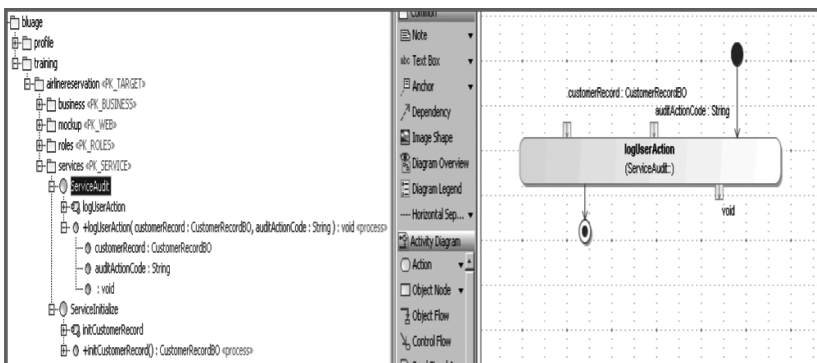 bluage
profile
training
airlinereservation «PK_TARGET»
business «PK_BUSINESS»
mockup «PK_WEB»
roles «PK_ROLES»
services «PK_SERVICE»
ServiceAudit
logUserAction
+logUserAction( customerRecord : CustomerRecordBO, auditActionCode : String ) : void «process»
customerRecord : CustomerRecordBO
auditActionCode : String
: void
ServiceInitialize
initCustomerRecord
+initCustomerRecord() : CustomerRecordBO «process»
Common
Note
abc Text Box
Anchor
Dependency
Image Shape
Diagram Overview
Diagram Legend
Horizontal Sep...
Activity Diagram
Action
Object Node
Object Flow
Control Flow
customerRecord : CustomerRecordBO
auditActionCode : String
logUserAction
(ServiceAudit::)
void